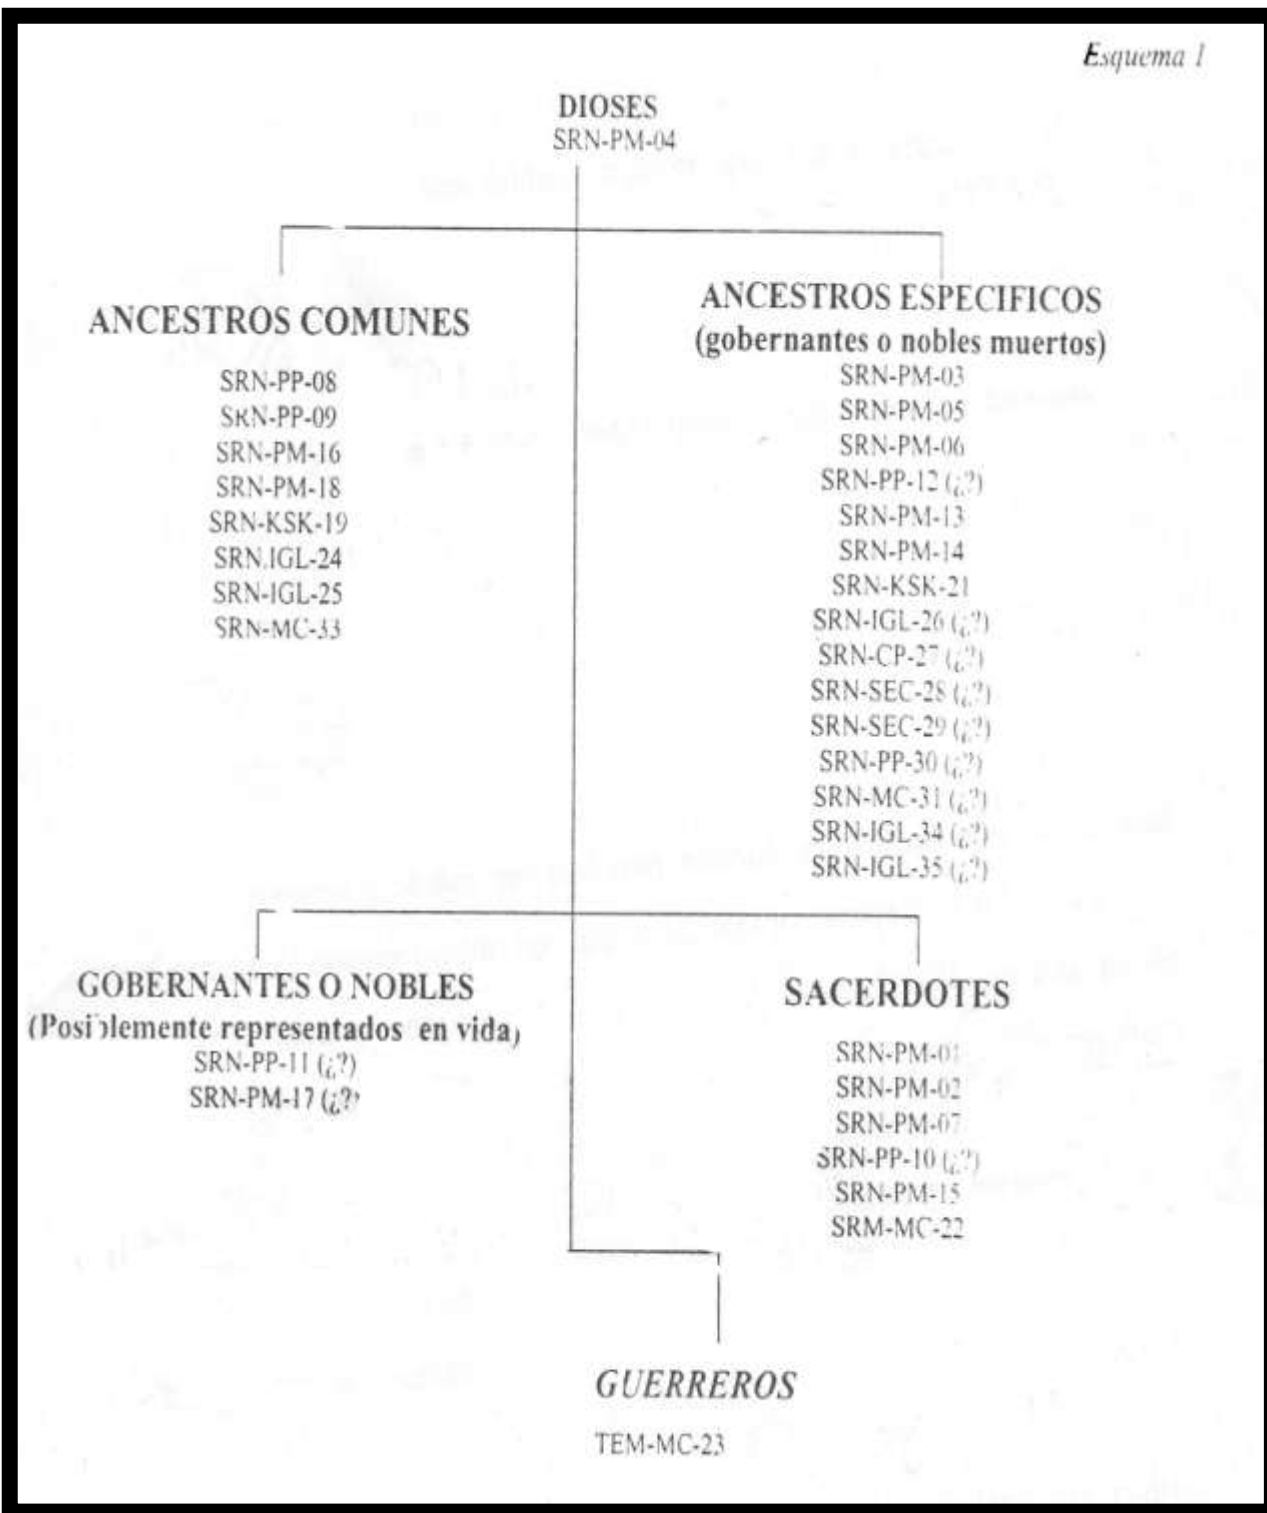 Esquema 1
DIOSES
SRN-PM-04
ANCESTROS COMUNES
SRN-PP-08
SRN-PP-09
SRN-PM-16
SRN-PM-18
SRN-KSK-19
SRN.IGL-24
SRN-IGL-25
SRN-MC-33
ANCESTROS ESPECIFICOS
(gobernantes o nobles muertos)
SRN-PM-03
SRN-PM-05
SRN-PM-06
SRN-PP-12 (¿?)
SRN-PM-13
SRN-PM-14
SRN-KSK-21
SRN-IGL-26 (¿?)
SRN-CP-27 (¿?)
SRN-SEC-28 (¿?)
SRN-SEC-29 (¿?)
SRN-PP-30 (¿?)
SRN-MC-31 (¿?)
SRN-IGL-34 (¿?)
SRN-IGL-35 (¿?)
GOBERNANTES O NOBLES
(Posiblemente representados en vida)
SRN-PP-11 (¿?)
SRN-PM-17 (¿?)
SACERDOTES
SRN-PM-01
SRN-PM-02
SRN-PM-07
SRN-PP-10 (¿?)
SRN-PM-15
SRM-MC-22
GUERREROS
TEM-MC-23